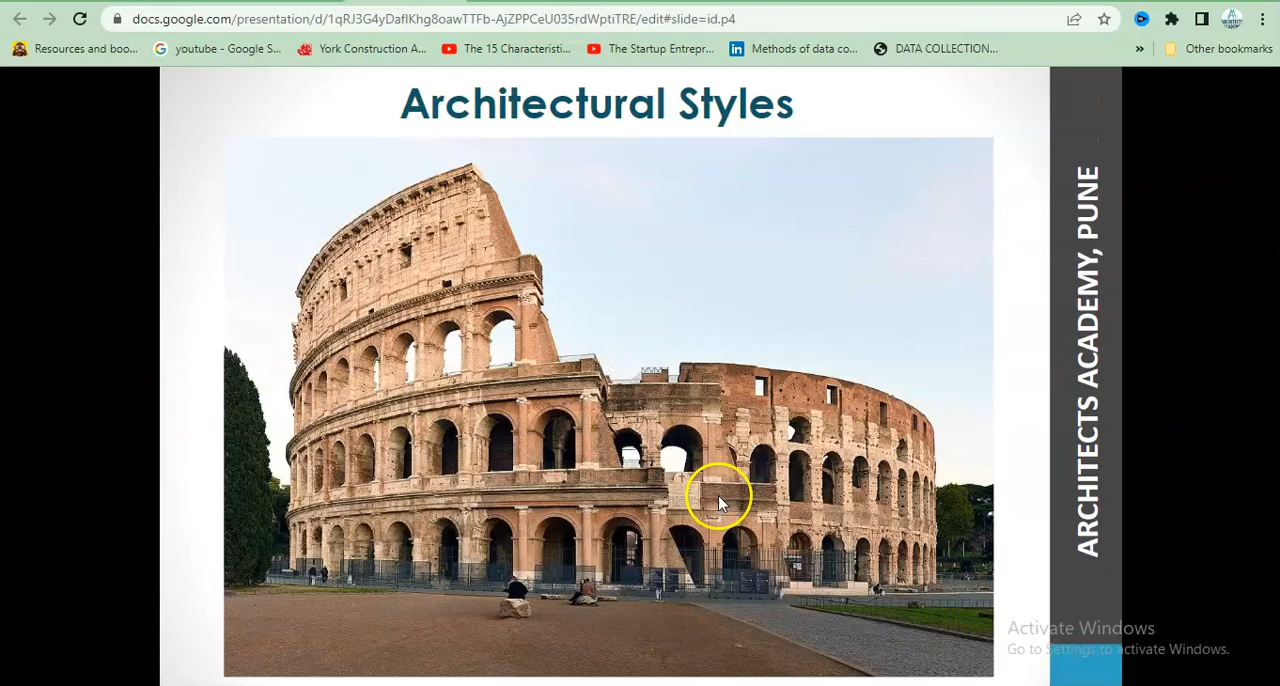 docs.google.com/presentation/d/1qRJ3G4yDaflKhg8oawTTFb-AjZPPCeU035rdWptiTRE/edit#slide=id.p4
Resources and boo...
youtube - Google S...
York Construction A...
The 15 Characteristi...
The Startup Entrepr...
Methods of data co...
DATA COLLECTION...
»
Other bookmarks
Architectural Styles
ARCHITECTS ACADEMY, PUNE
Activate Windows
Go to Settings to activate Windows.